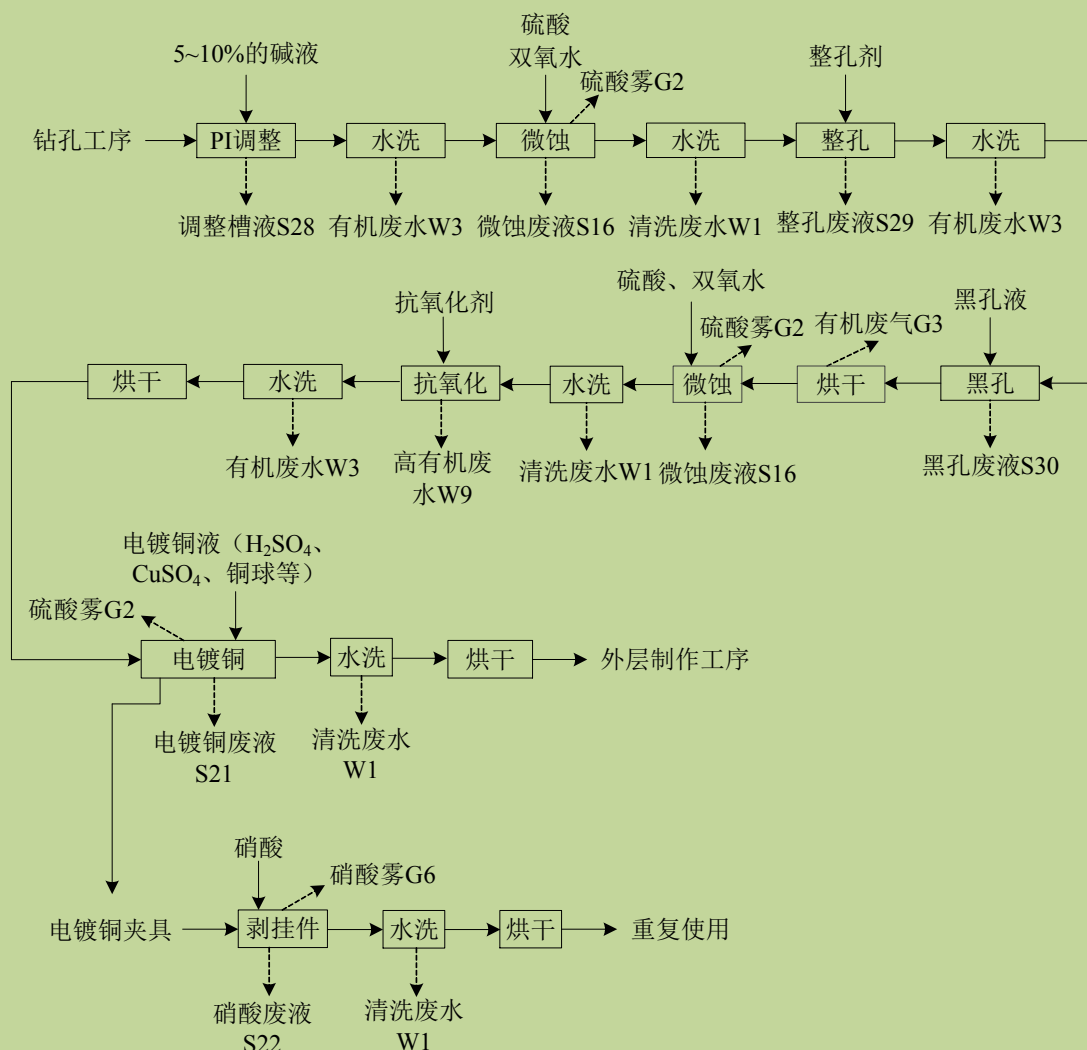 5~10%的碱液
硫酸
双氧水
硫酸雾G2
整孔剂
钻孔工序
PI调整
水洗
微蚀
水洗
整孔
水洗
调整槽液S28
有机废水W3
微蚀废液S16
清洗废水W1
整孔废液S29
有机废水W3
抗氧化剂
硫酸、双氧水
硫酸雾G2
有机废气G3
黑孔液
烘干
水洗
抗氧化
水洗
微蚀
烘干
黑孔
有机废水W3
高有机废
水W9
清洗废水W1
微蚀废液S16
黑孔废液S30
电镀铜液（H₂SO₄、
CuSO₄、铜球等）
硫酸雾G2
电镀铜
水洗
烘干
外层制作工序
电镀铜废液
S21
清洗废水
W1
硝酸
硝酸雾G6
电镀铜夹具
剥挂件
水洗
烘干
重复使用
硝酸废液
S22
清洗废水
W1